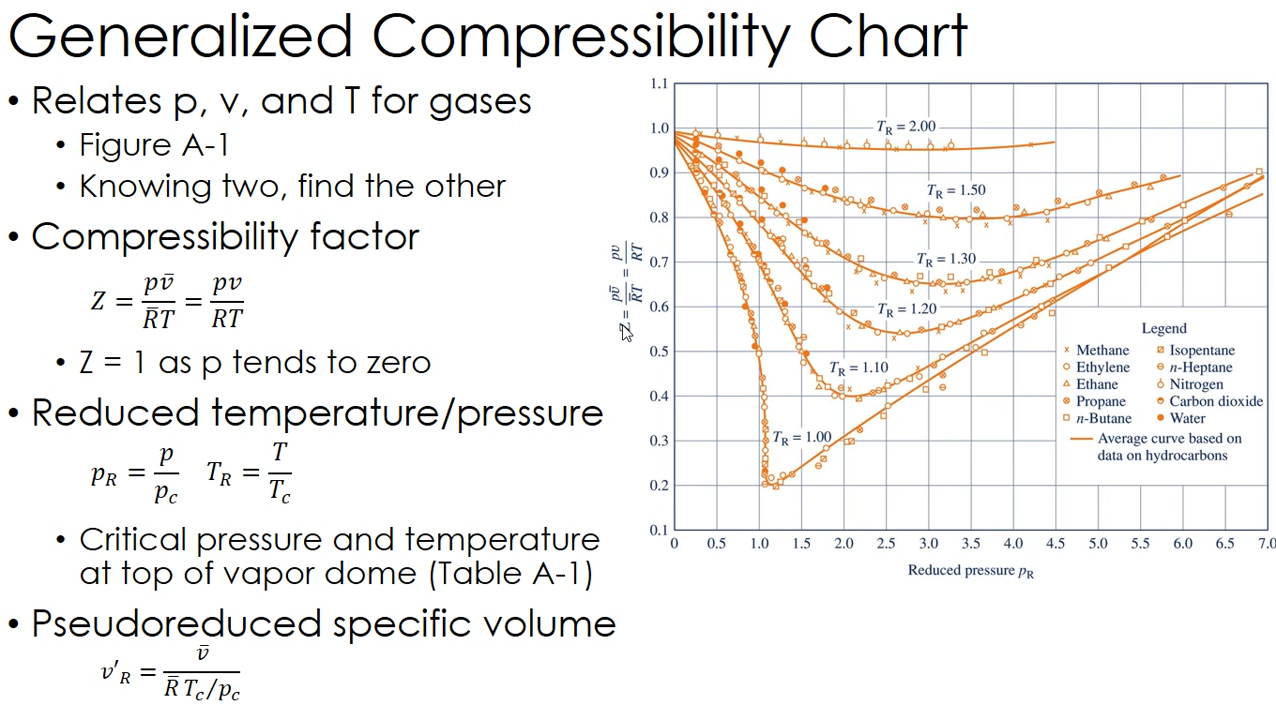 Generalized Compressibility Chart
• Relates p, v, and T for gases
• Figure A-1
• Knowing two, find the other
• Compressibility factor
Z = p v̄ / R̄T = pv / RT
• Z = 1 as p tends to zero
• Reduced temperature/pressure
p_R = p / p_c   T_R = T / T_c
• Critical pressure and temperature
at top of vapor dome (Table A-1)
• Pseudoreduced specific volume
v'_R = v̄ / R̄ T_c/p_c
1.1
1.0
0.9
0.8
0.7
0.6
0.5
0.4
0.3
0.2
0.1
Z = p v̄ / R̄T = pv / RT
T_R = 2.00
T_R = 1.50
T_R = 1.30
T_R = 1.20
T_R = 1.10
T_R = 1.00
Legend
× Methane
Ethylene
Ethane
Propane
n-Butane
Isopentane
n-Heptane
Nitrogen
Carbon dioxide
Water
Average curve based on
data on hydrocarbons
0 0.5 1.0 1.5 2.0 2.5 3.0 3.5 4.0 4.5 5.0 5.5 6.0 6.5 7.0
Reduced pressure p_R